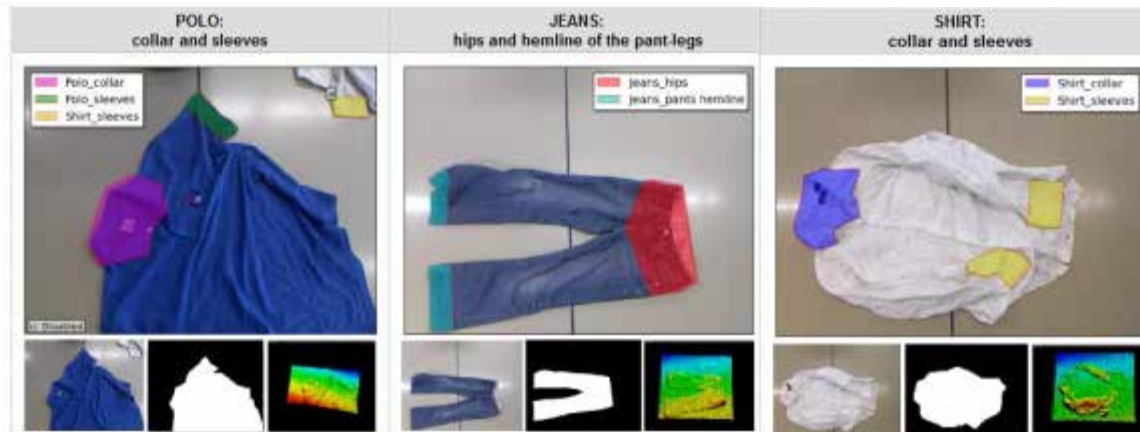 POLO:
collar and sleeves
JEANS:
hips and hemline of the pant-legs
SHIRT:
collar and sleeves
Polo_collar
Polo_sleeves
Shirt_sleeves
jeans_hips
jeans_pants hemline
Shirt_collar
Shirt_sleeves